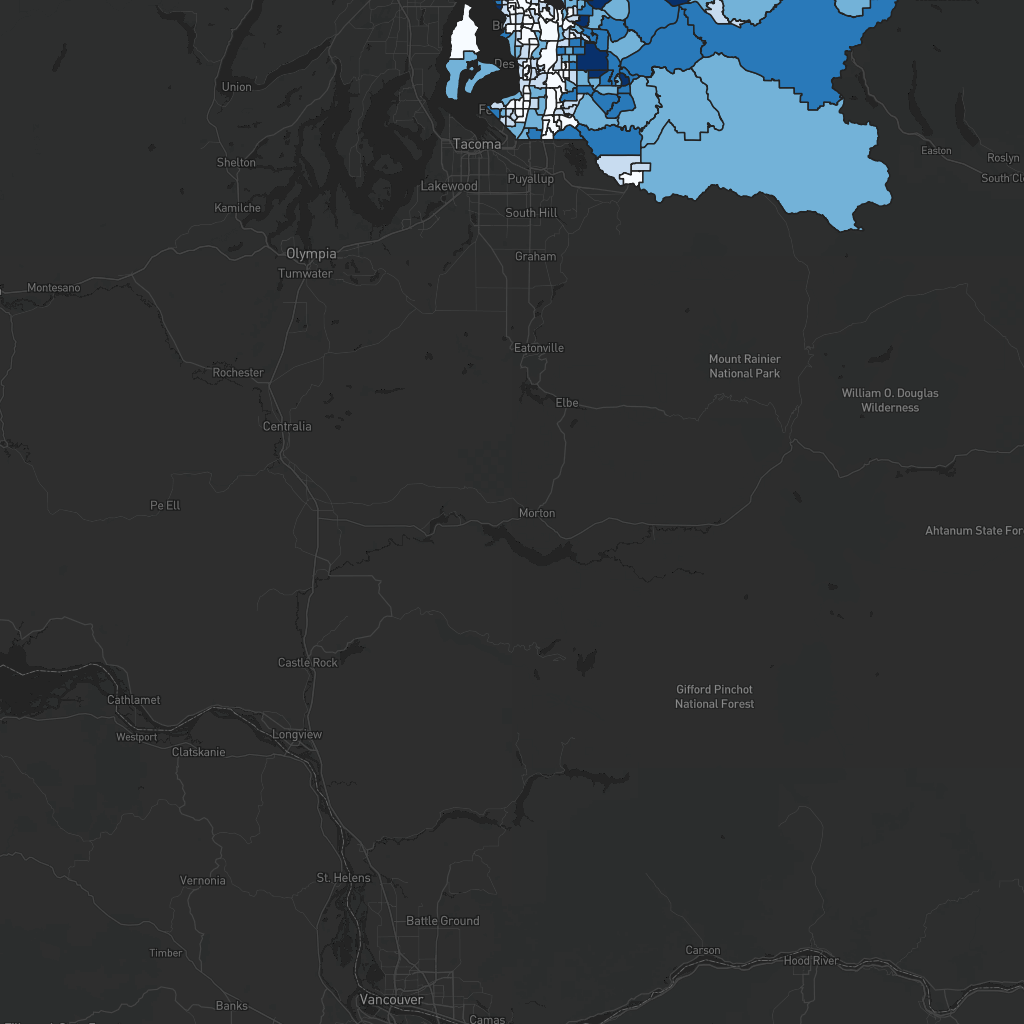 Union
Des
Fe
Tacoma
Easton
Roslyn
South Cle
Shelton
Lakewood
Puyallup
Kamilche
South Hill
Olympia
Graham
Tumwater
Montesano
Eatonville
Mount Rainier
National Park
Rochester
William O. Douglas
Wilderness
Elbe
Centralia
Pe Ell
Morton
Ahtanum State For
Castle Rock
Gifford Pinchot
National Forest
Cathlamet
Westport
Longview
Clatskanie
St. Helens
Vernonia
Battle Ground
Timber
Carson
Hood River
Vancouver
Banks
Camas